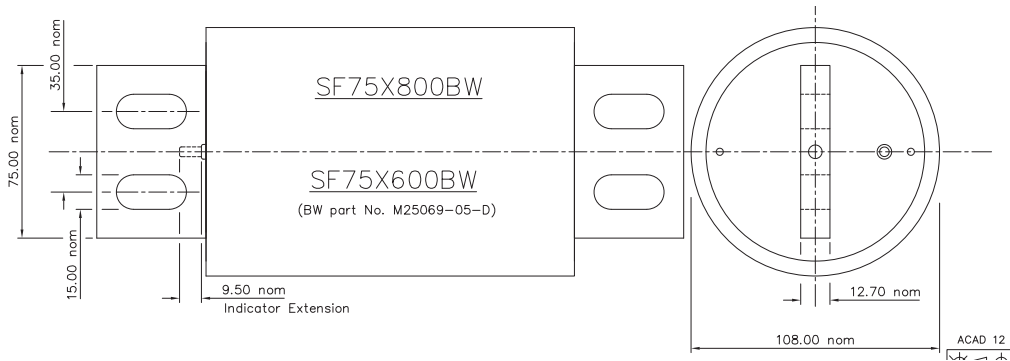 35.00 nom
75.00 nom
15.00 nom
SF75X800BW
SF75X600BW
(BW part No. M25069-05-D)
9.50 nom
Indicator Extension
12.70 nom
108.00 nom
ACAD 12